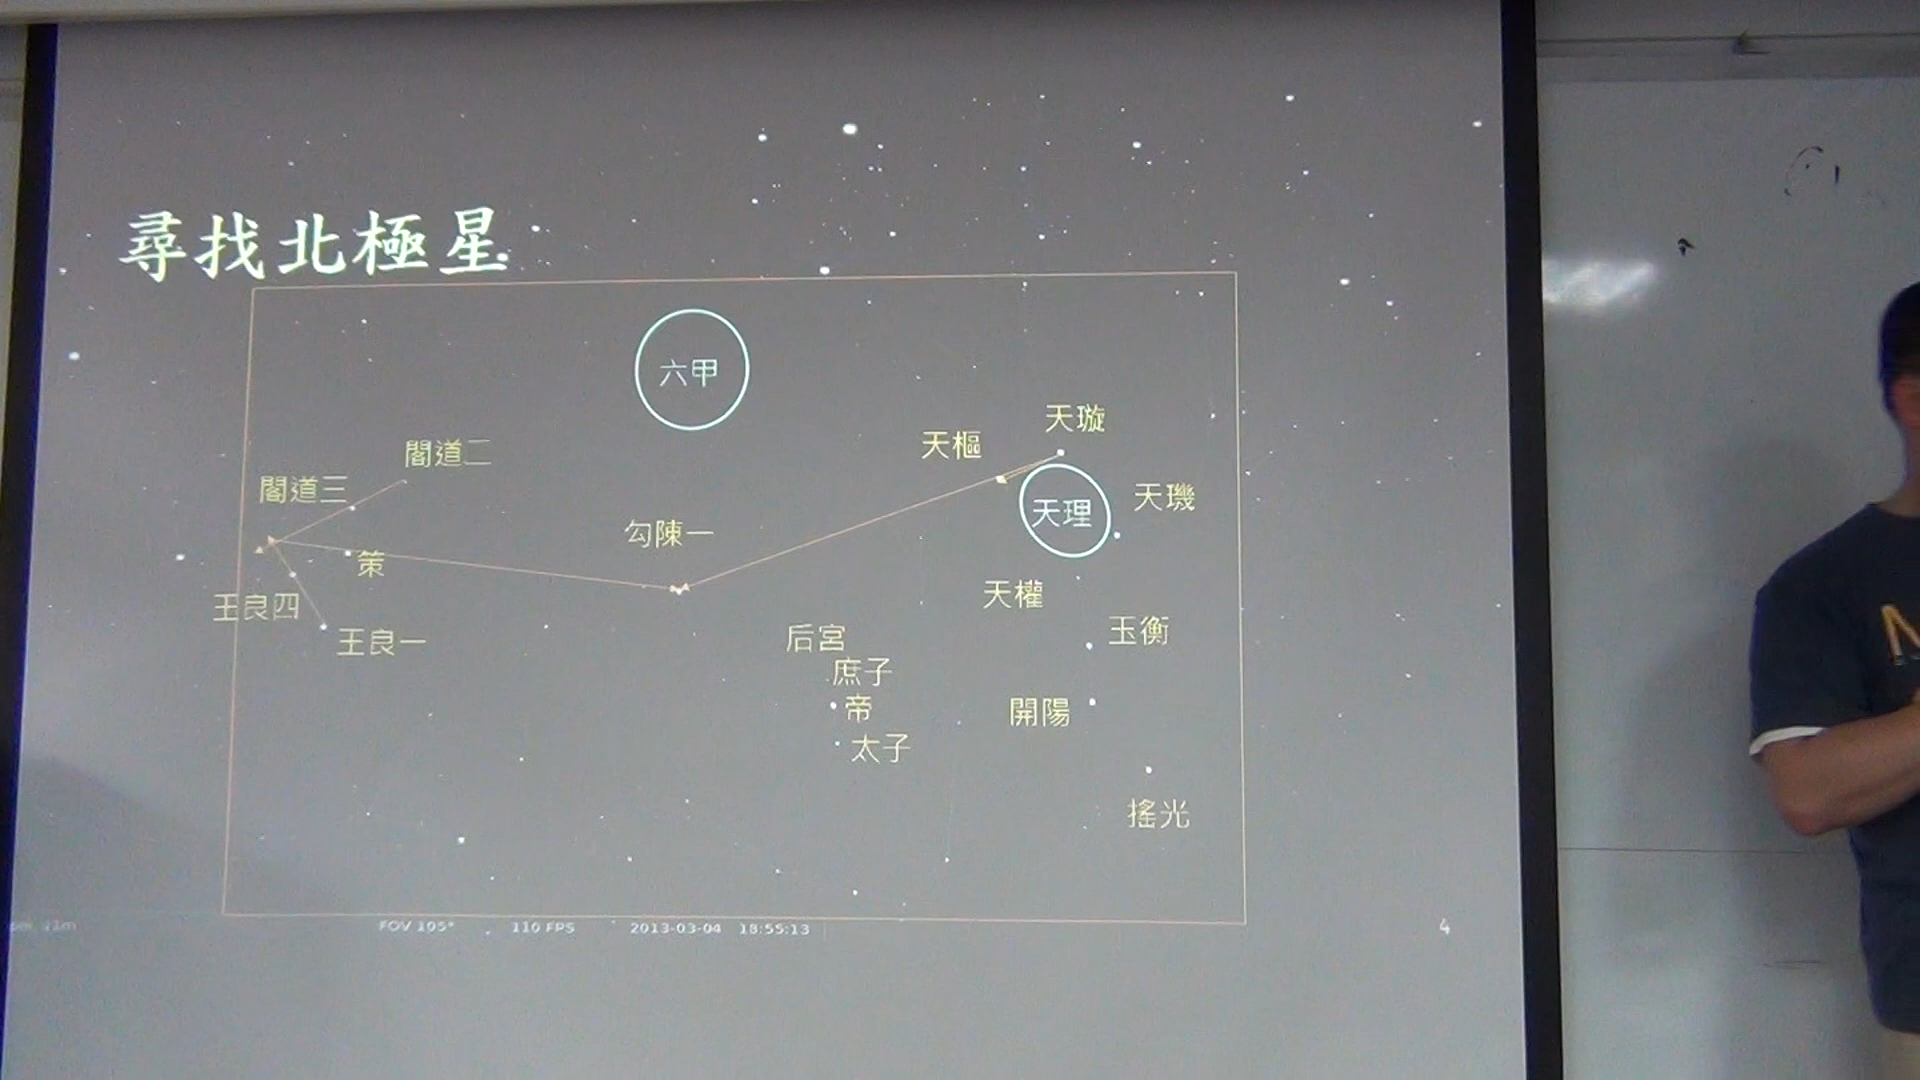 尋找北極星
六甲
天璇
天樞
閣道二
閣道三
天璣
天理
勾陳一
策
天權
王良四
玉衡
王良一
后宮
庶子
帝
開陽
太子
搖光
FOV 105°
110 FPS
2013-03-04 18:55:13
4